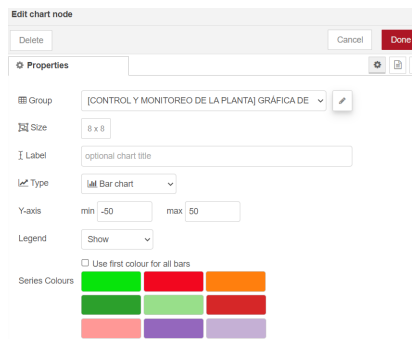 Edit chart node
Delete Cancel Done
Properties
Group [CONTROL Y MONITOREO DE LA PLANTA] GRÁFICA DE
Size 8 x 8
Label optional chart title
Type Bar chart
Y-axis min -50 max 50
Legend Show
Use first colour for all bars
Series Colours